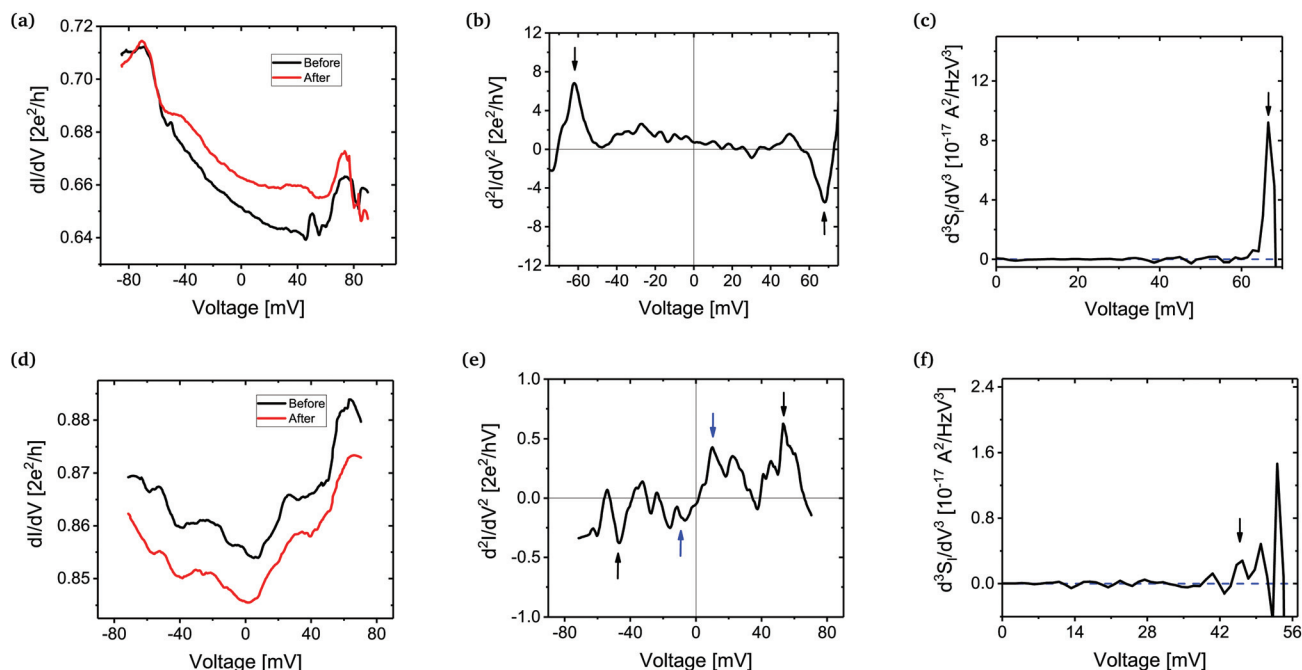 (a)
dI/dV [2e²/h]
0.72
0.70
0.68
0.66
0.64
Before
After
-80 -40 0 40 80
Voltage [mV]
(b)
d²I/dV² [2e²/hV]
12
8
4
0
-4
-8
-12
-60 -40 -20 0 20 40 60
Voltage [mV]
(c)
d³S_I/dV³ [10⁻¹⁷ A²/HzV³]
12
8
4
0
0 20 40 60
Voltage [mV]
(d)
dI/dV [2e²/h]
0.88
0.87
0.86
0.85
Before
After
-80 -40 0 40 80
Voltage [mV]
(e)
d²I/dV² [2e²/hV]
1.0
0.5
0.0
-0.5
-1.0
-80 -40 0 40 80
Voltage [mV]
(f)
d³S_I/dV³ [10⁻¹⁷ A²/HzV³]
2.4
1.6
0.8
0.0
0 14 28 42 56
Voltage [mV]